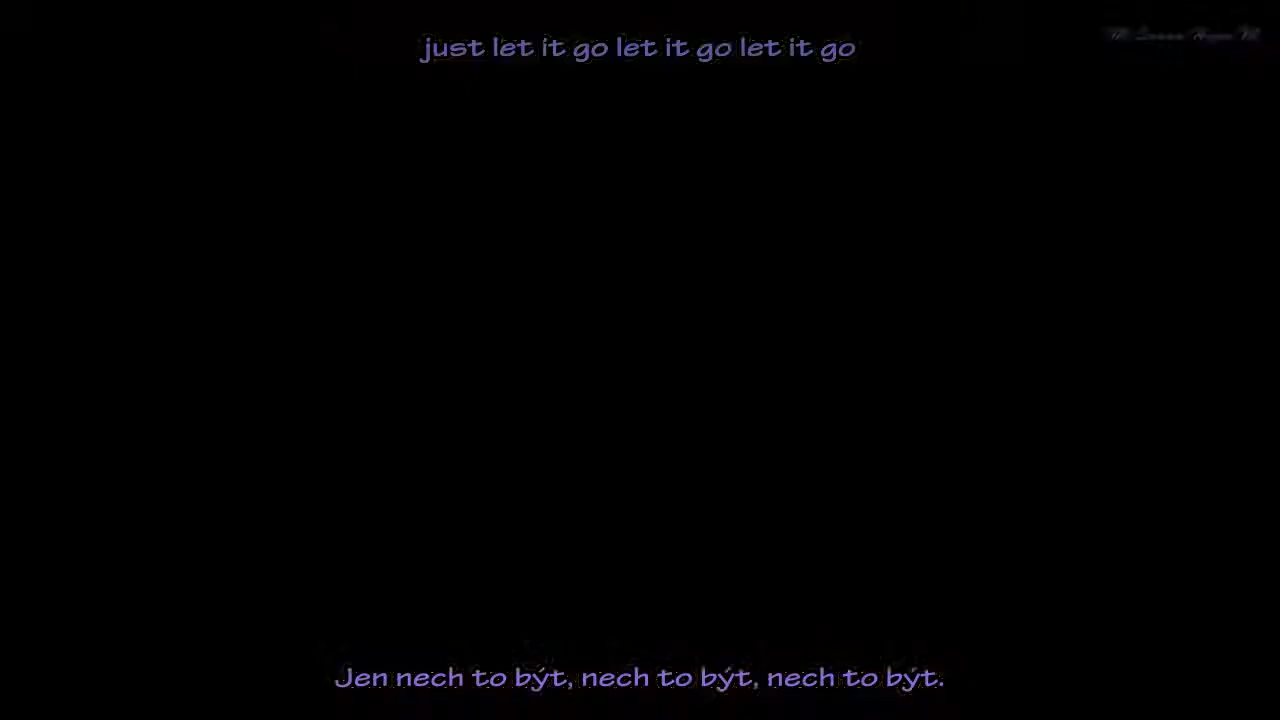 just let it go let it go let it go
Jen nech to být, nech to být, nech to být.